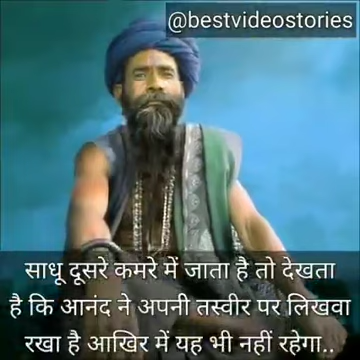 @bestvideostories
साधू दूसरे कमरे में जाता है तो देखता
है कि आनंद ने अपनी तस्वीर पर लिखवा
रखा है आखिर में यह भी नहीं रहेगा..